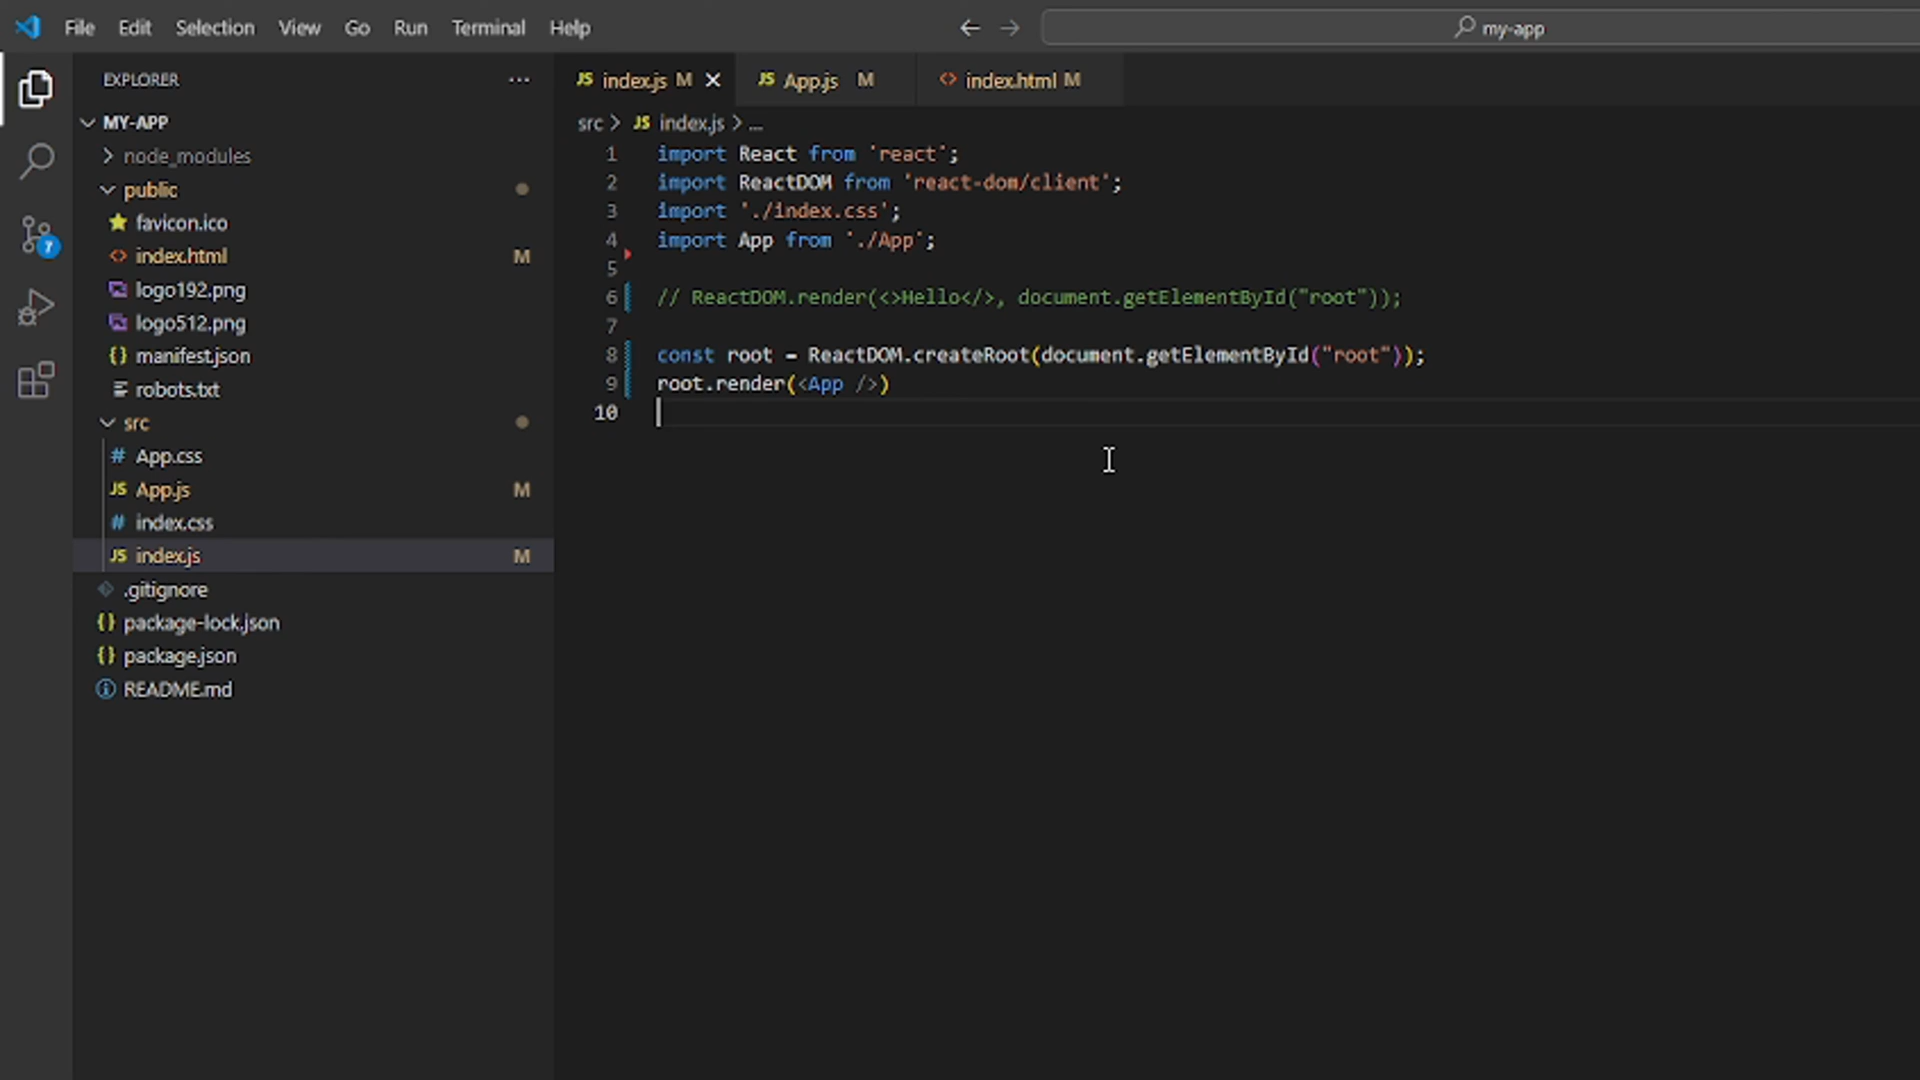 File Edit Selection View Go Run Terminal Help
my-app
EXPLORER
MY-APP
node_modules
public
favicon.ico
index.html M
logo192.png
logo512.png
manifest.json
robots.txt
src
App.css
App.js M
index.css
index.js M
.gitignore
package-lock.json
package.json
README.md
7
JS index.js M
JS App.js M
<> index.html M
src > JS index.js > ...
1 import React from 'react';
2 import ReactDOM from 'react-dom/client';
3 import './index.css';
4 import App from './App';
5
6 // ReactDOM.render(<>Hello</>, document.getElementById("root"));
7
8 const root = ReactDOM.createRoot(document.getElementById("root"));
9 root.render(<App />)
10